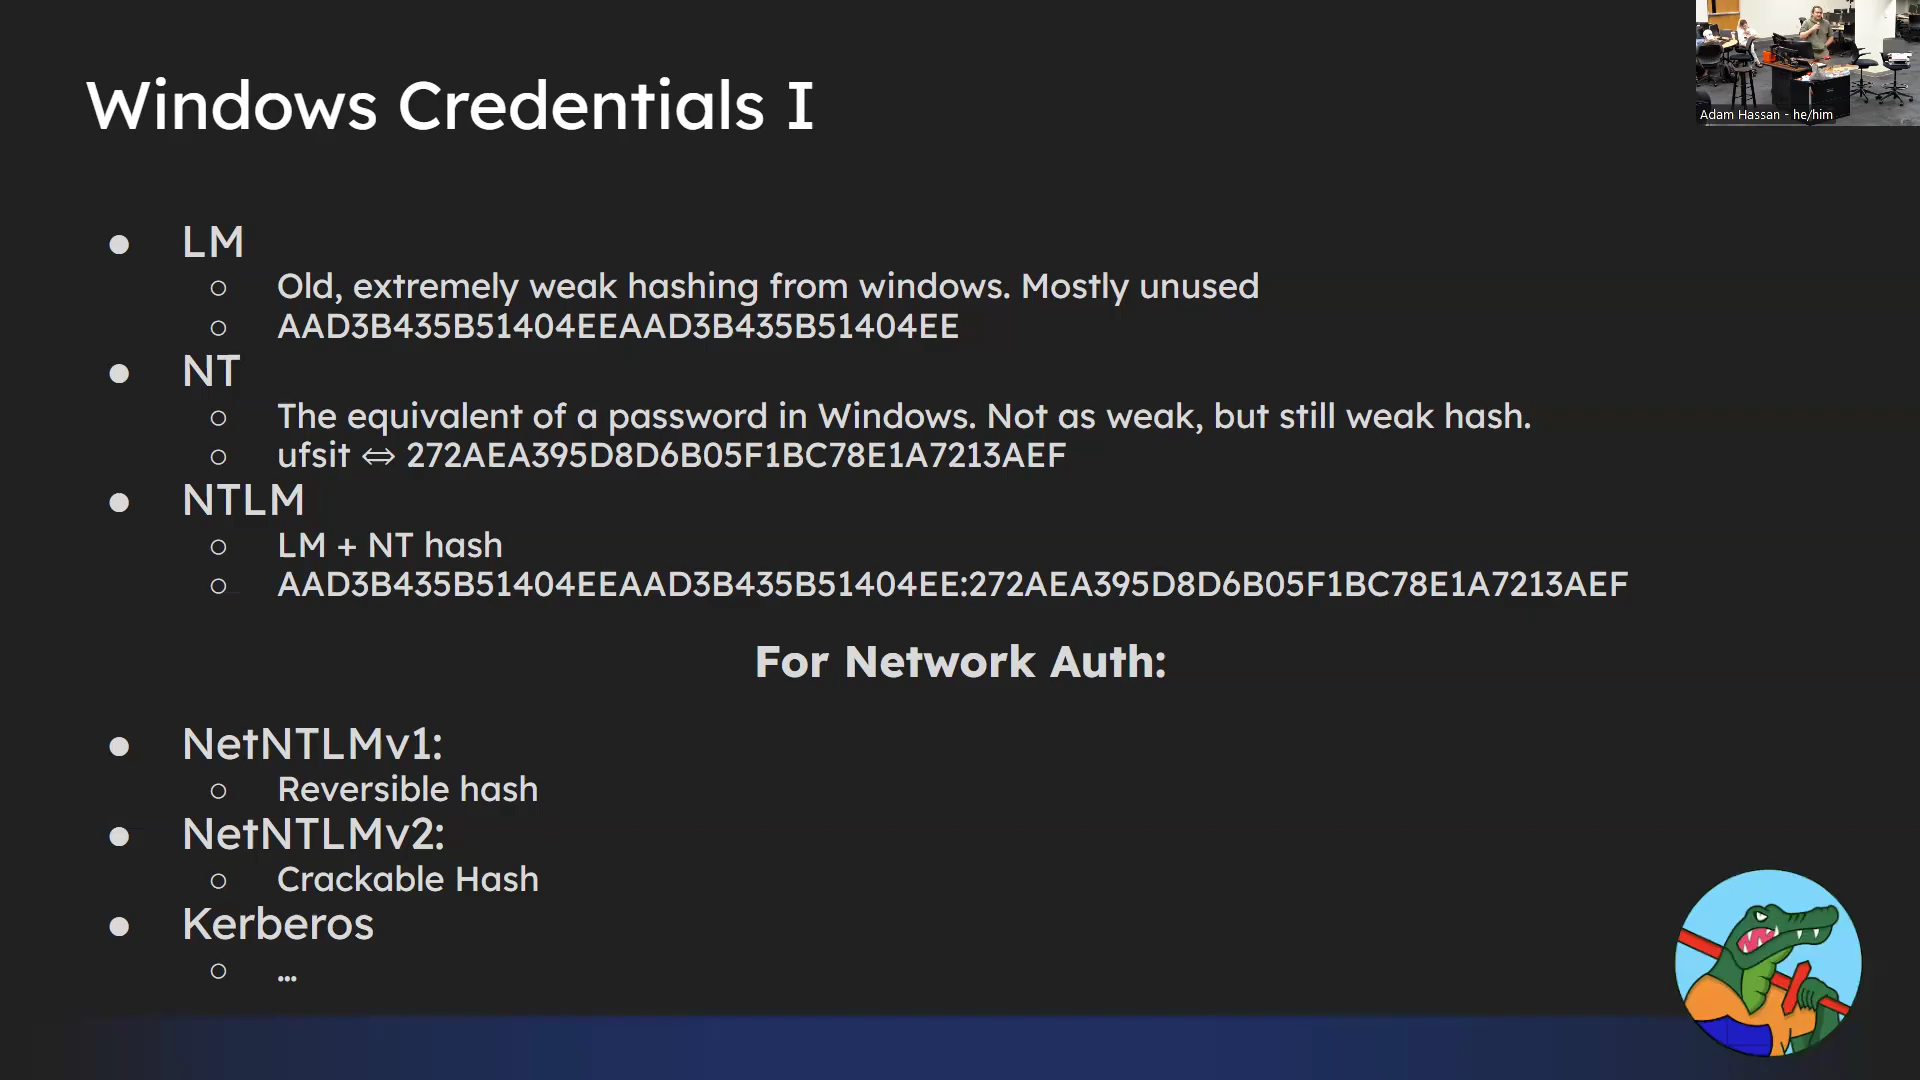 Windows Credentials I
Adam Hassan - he/him
● LM
○ Old, extremely weak hashing from windows. Mostly unused
○ AAD3B435B51404EEAAD3B435B51404EE
● NT
○ The equivalent of a password in Windows. Not as weak, but still weak hash.
○ ufsit ⇔ 272AEA395D8D6B05F1BC78E1A7213AEF
● NTLM
○ LM + NT hash
○ AAD3B435B51404EEAAD3B435B51404EE:272AEA395D8D6B05F1BC78E1A7213AEF
For Network Auth:
● NetNTLMv1:
○ Reversible hash
● NetNTLMv2:
○ Crackable Hash
● Kerberos
○ ...